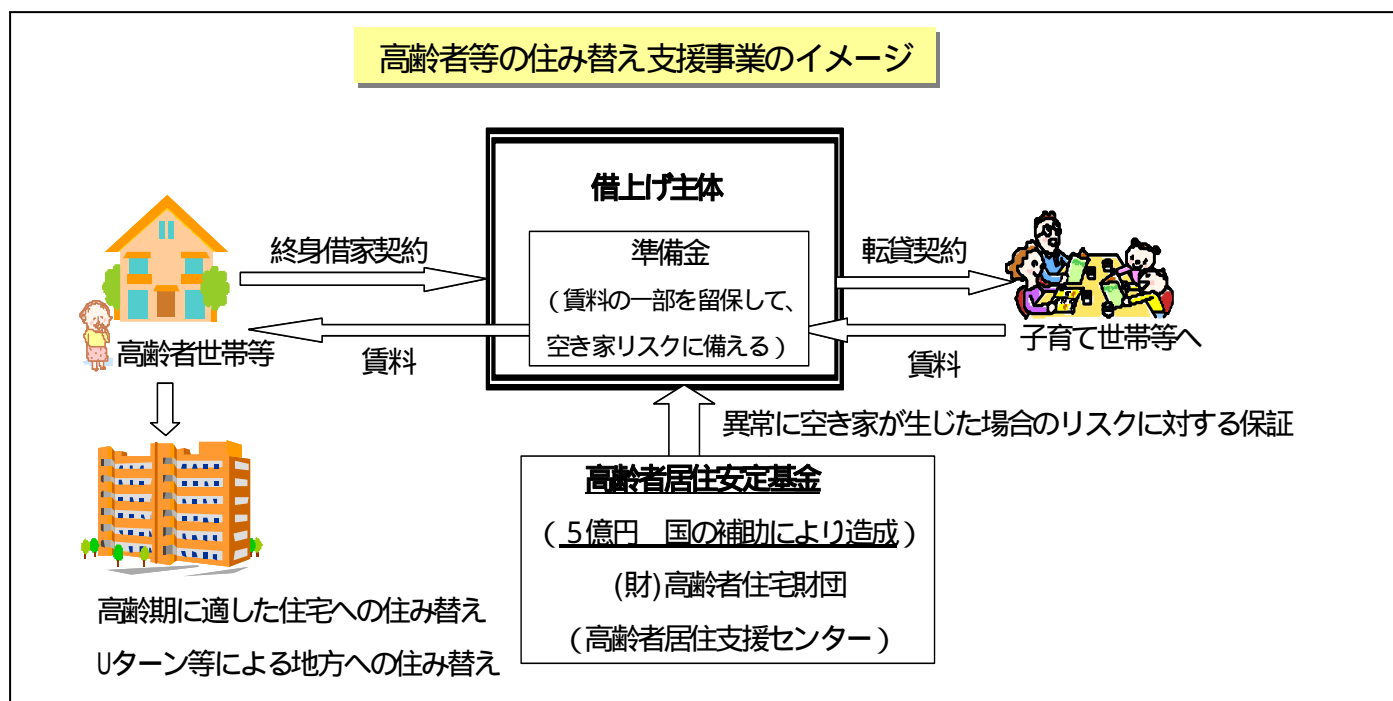 高齢者等の住み替え支援事業のイメージ
借上げ主体
終身借家契約
準備金
(賃料の一部を留保して、
空き家リスクに備える)
転貸契約
高齢者世帯等
賃料
賃料
子育て世帯等へ
異常に空き家が生じた場合のリスクに対する保証
高齢者居住安定基金
(5億円 国の補助により造成)
(財)高齢者住宅財団
(高齢者居住支援センター)
高齢期に適した住宅への住み替え
Uターン等による地方への住み替え